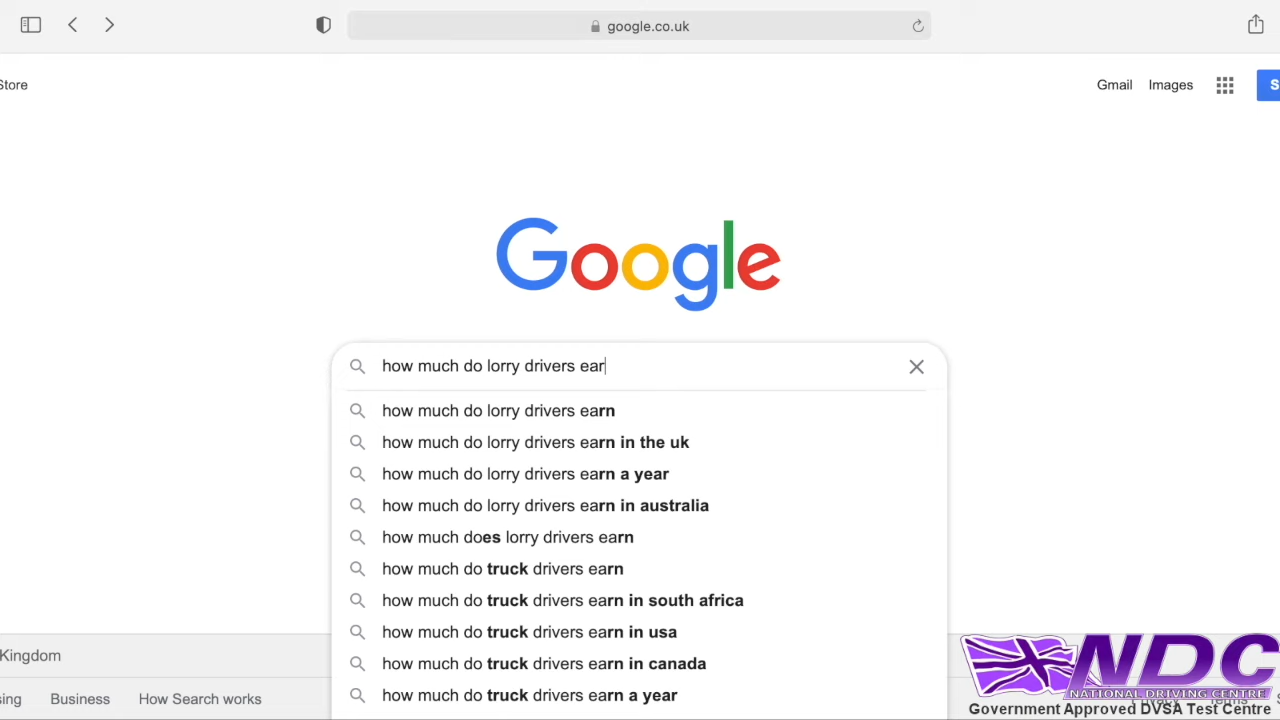 google.co.uk
Store
Gmail Images
Google
how much do lorry drivers ear
how much do lorry drivers earn
how much do lorry drivers earn in the uk
how much do lorry drivers earn a year
how much do lorry drivers earn in australia
how much does lorry drivers earn
how much do truck drivers earn
how much do truck drivers earn in south africa
how much do truck drivers earn in usa
how much do truck drivers earn in canada
how much do truck drivers earn a year
Kingdom
Business How Search works
NDC
NATIONAL DRIVING CENTRE
Privacy Terms
Government Approved DVSA Test Centre